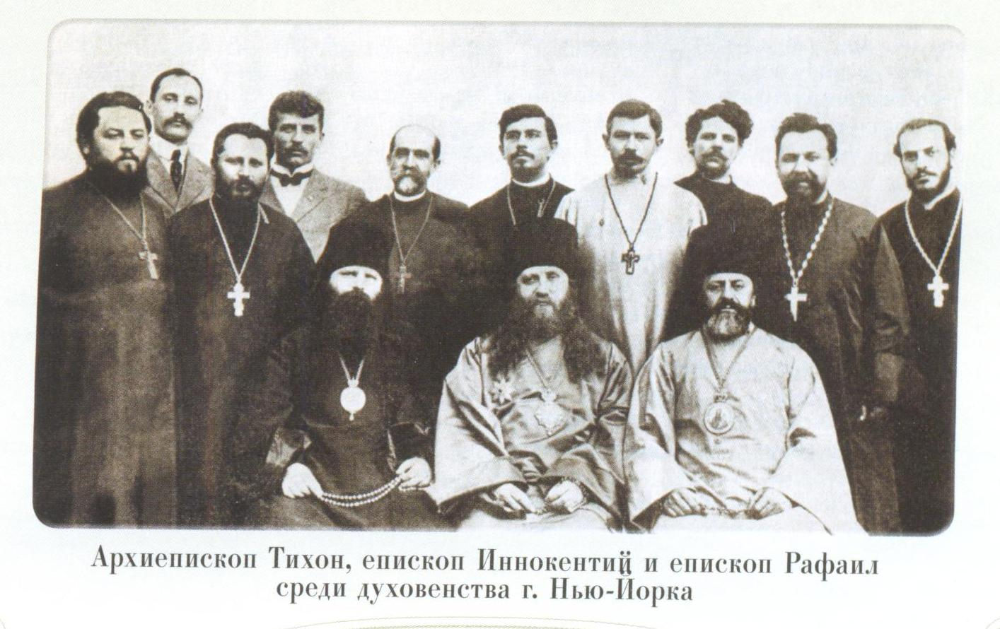 Архиепископ Тихон, епископ Иннокентий и епископ Рафаил
среди духовенства г. Нью-Йорка